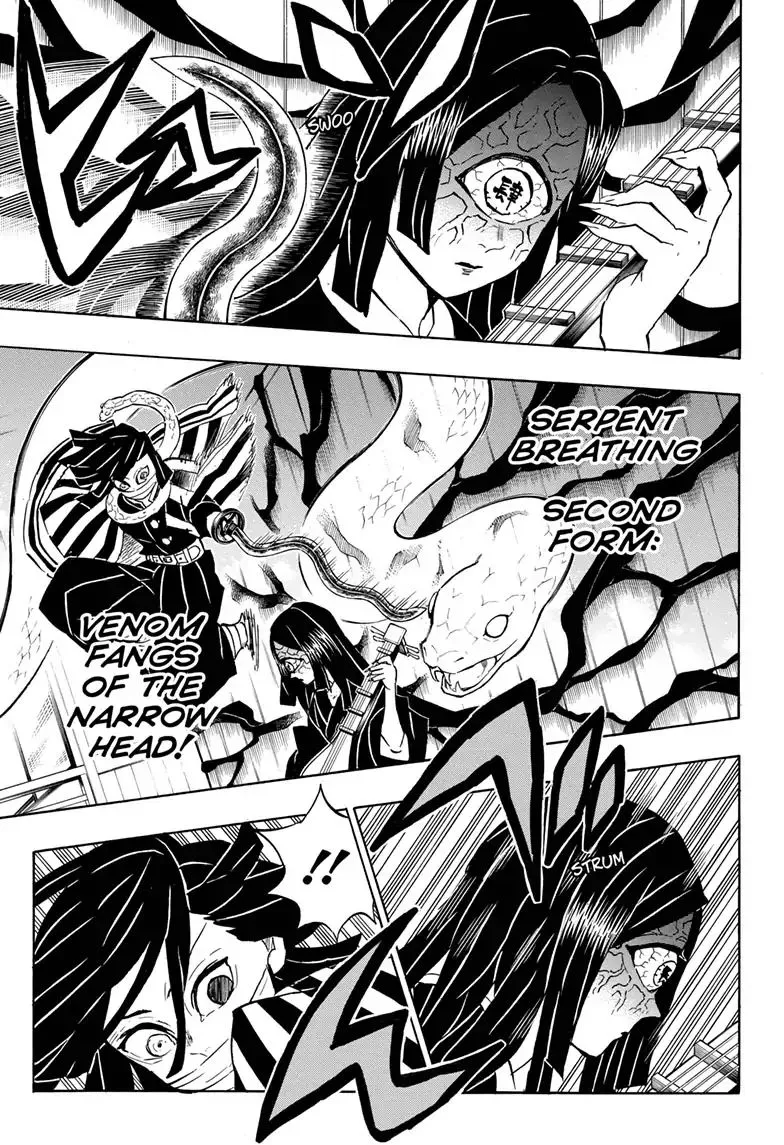 SWOO
SERPENT
BREATHING
SECOND
FORM:
VENOM
FANGS
OF THE
NARROW
HEAD!
STRUM
!!